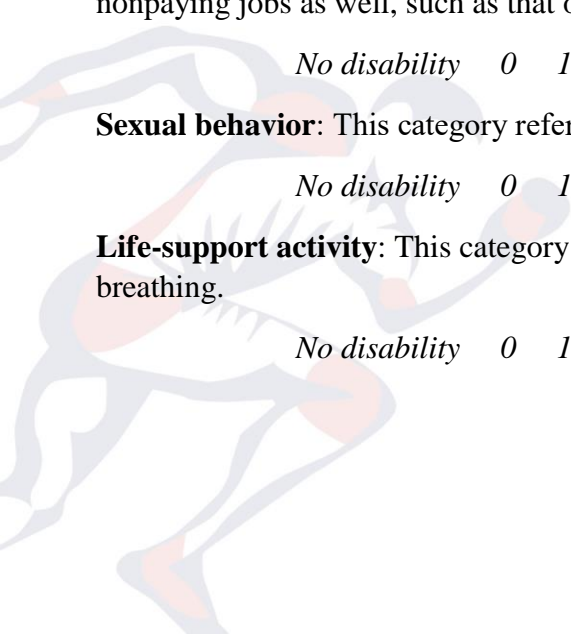 nonpaying jobs as well, such as that o
No disability 0 1
Sexual behavior: This category refer
No disability 0 1
Life-support activity: This category
breathing.
No disability 0 1